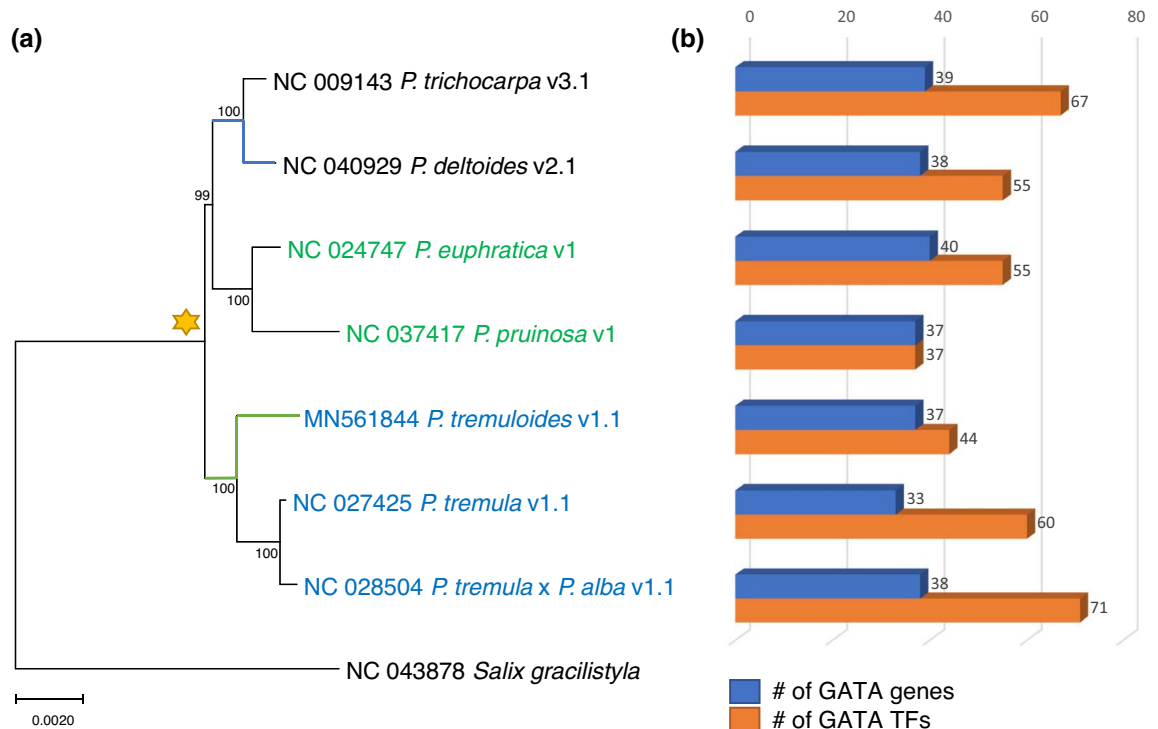 (a)
100
NC 009143 P. trichocarpa v3.1
NC 040929 P. deltoides v2.1
99
NC 024747 P. euphratica v1
100
NC 037417 P. pruinosa v1
MN561844 P. tremuloides v1.1
100
NC 027425 P. tremula v1.1
100
NC 028504 P. tremula x P. alba v1.1
NC 043878 Salix gracilistyla
0.0020
(b)
0 20 40 60 80
39
67
38
55
40
55
37
37
37
44
33
60
38
71
# of GATA genes
# of GATA TFs